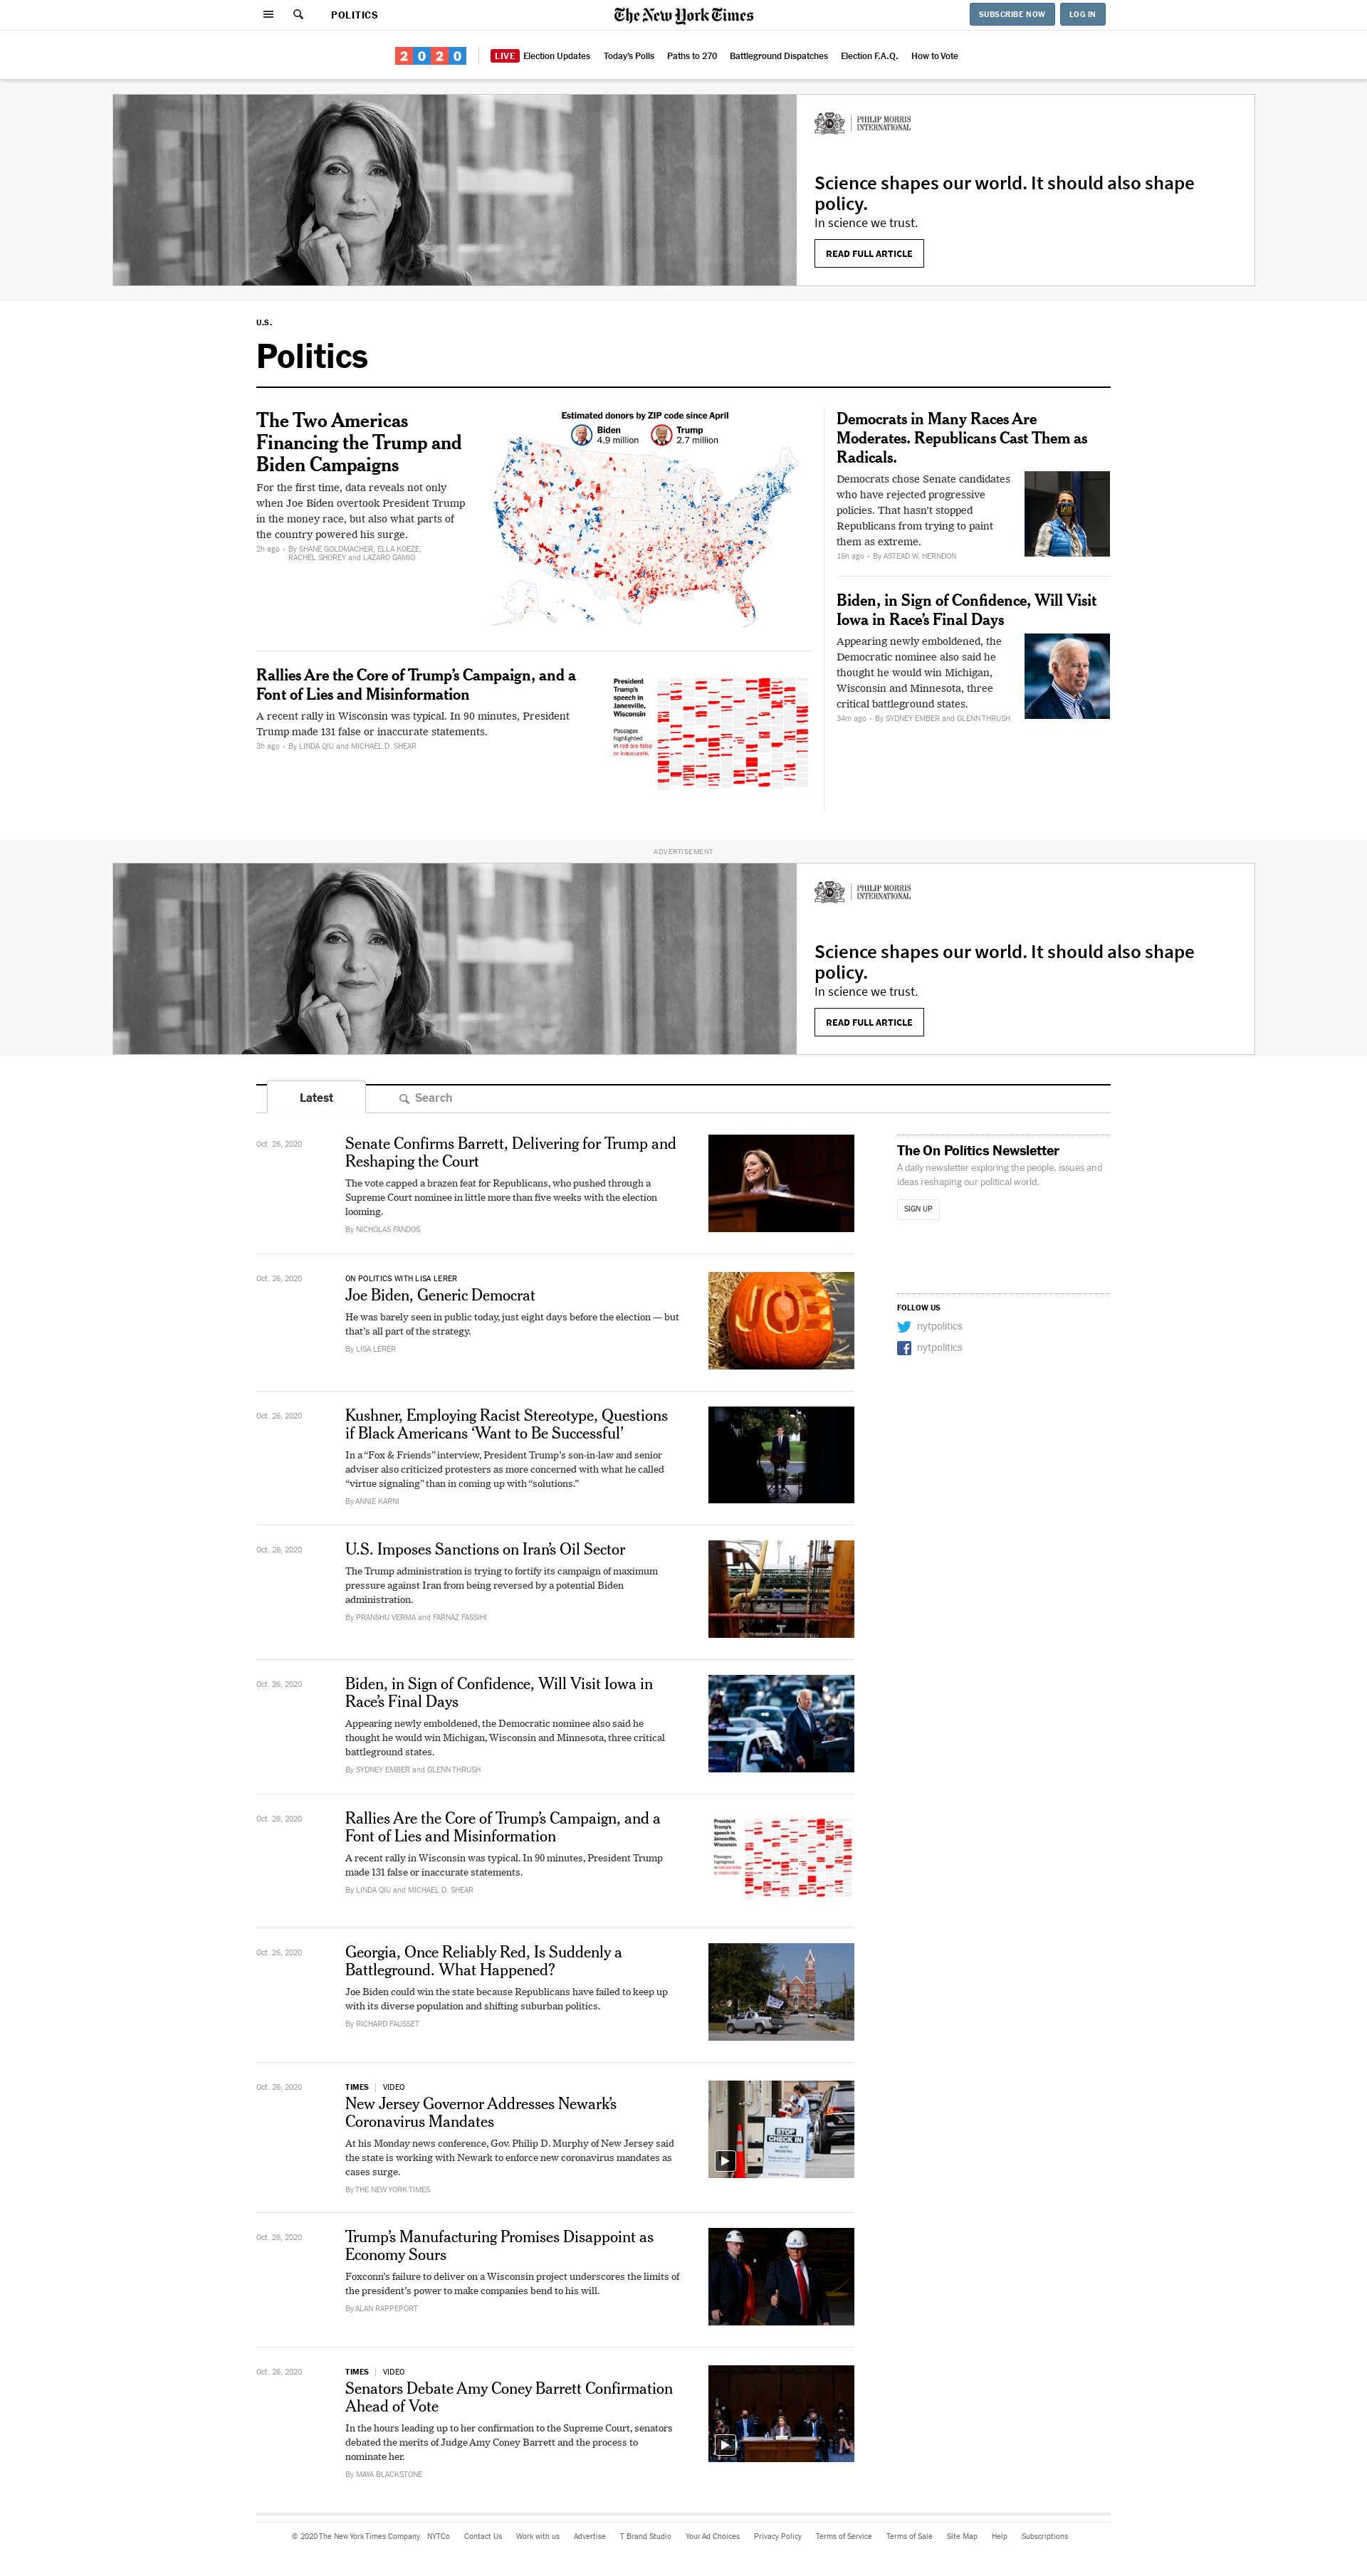 POLITICS
The New York Times
SUBSCRIBE NOW
LOG IN
2020
LIVE Election Updates
Today's Polls
Paths to 270
Battleground Dispatches
Election F.A.Q.
How to Vote
PHILIP MORRIS
INTERNATIONAL
Science shapes our world. It should also shape
policy.
In science we trust.
READ FULL ARTICLE
U.S.
Politics
The Two Americas
Financing the Trump and
Biden Campaigns
For the first time, data reveals not only
when Joe Biden overtook President Trump
in the money race, but also what parts of
the country powered his surge.
2h ago • By SHANE GOLDMACHER, ELLA KOEZE,
RACHEL SHOREY and LAZARO GAMIO
Estimated donors by ZIP code since April
Biden
4.9 million
Trump
2.7 million
Rallies Are the Core of Trump's Campaign, and a
Font of Lies and Misinformation
A recent rally in Wisconsin was typical. In 90 minutes, President
Trump made 131 false or inaccurate statements.
3h ago • By LINDA QIU and MICHAEL D. SHEAR
President
Trump's
speech in
Janesville,
Wisconsin
Passages
highlighted
in red are false
or inaccurate.
Democrats in Many Races Are
Moderates. Republicans Cast Them as
Radicals.
Democrats chose Senate candidates
who have rejected progressive
policies. That hasn't stopped
Republicans from trying to paint
them as extreme.
15h ago • By ASTEAD W. HERNDON
Biden, in Sign of Confidence, Will Visit
Iowa in Race's Final Days
Appearing newly emboldened, the
Democratic nominee also said he
thought he would win Michigan,
Wisconsin and Minnesota, three
critical battleground states.
34m ago • By SYDNEY EMBER and GLENN THRUSH
ADVERTISEMENT
PHILIP MORRIS
INTERNATIONAL
Science shapes our world. It should also shape
policy.
In science we trust.
READ FULL ARTICLE
Latest
Search
Oct. 26, 2020
Senate Confirms Barrett, Delivering for Trump and
Reshaping the Court
The vote capped a brazen feat for Republicans, who pushed through a
Supreme Court nominee in little more than five weeks with the election
looming.
By NICHOLAS FANDOS
The On Politics Newsletter
A daily newsletter exploring the people, issues and
ideas reshaping our political world.
SIGN UP
FOLLOW US
nytpolitics
nytpolitics
Oct. 26, 2020
ON POLITICS WITH LISA LERER
Joe Biden, Generic Democrat
He was barely seen in public today, just eight days before the election — but
that's all part of the strategy.
By LISA LERER
JOE
Oct. 26, 2020
Kushner, Employing Racist Stereotype, Questions
if Black Americans ‘Want to Be Successful’
In a “Fox & Friends” interview, President Trump's son-in-law and senior
adviser also criticized protesters as more concerned with what he called
“virtue signaling” than in coming up with “solutions.”
By ANNIE KARNI
Oct. 26, 2020
U.S. Imposes Sanctions on Iran's Oil Sector
The Trump administration is trying to fortify its campaign of maximum
pressure against Iran from being reversed by a potential Biden
administration.
By PRANSHU VERMA and FARNAZ FASSIHI
Oct. 26, 2020
Biden, in Sign of Confidence, Will Visit Iowa in
Race's Final Days
Appearing newly emboldened, the Democratic nominee also said he
thought he would win Michigan, Wisconsin and Minnesota, three critical
battleground states.
By SYDNEY EMBER and GLENN THRUSH
Oct. 26, 2020
Rallies Are the Core of Trump's Campaign, and a
Font of Lies and Misinformation
A recent rally in Wisconsin was typical. In 90 minutes, President Trump
made 131 false or inaccurate statements.
By LINDA QIU and MICHAEL D. SHEAR
President
Trump's
speech in
Janesville,
Wisconsin
Passages
highlighted
in red are false
or inaccurate.
Oct. 26, 2020
Georgia, Once Reliably Red, Is Suddenly a
Battleground. What Happened?
Joe Biden could win the state because Republicans have failed to keep up
with its diverse population and shifting suburban politics.
By RICHARD FAUSSET
Oct. 26, 2020
TIMES | VIDEO
New Jersey Governor Addresses Newark's
Coronavirus Mandates
At his Monday news conference, Gov. Philip D. Murphy of New Jersey said
the state is working with Newark to enforce new coronavirus mandates as
cases surge.
By THE NEW YORK TIMES
STOP
CHECK IN
Oct. 26, 2020
Trump's Manufacturing Promises Disappoint as
Economy Sours
Foxconn's failure to deliver on a Wisconsin project underscores the limits of
the president's power to make companies bend to his will.
By ALAN RAPPEPORT
Oct. 26, 2020
TIMES | VIDEO
Senators Debate Amy Coney Barrett Confirmation
Ahead of Vote
In the hours leading up to her confirmation to the Supreme Court, senators
debated the merits of Judge Amy Coney Barrett and the process to
nominate her.
By MAYA BLACKSTONE
© 2020 The New York Times Company NYTCo Contact Us Work with us Advertise T Brand Studio Your Ad Choices Privacy Policy Terms of Service Terms of Sale Site Map Help Subscriptions